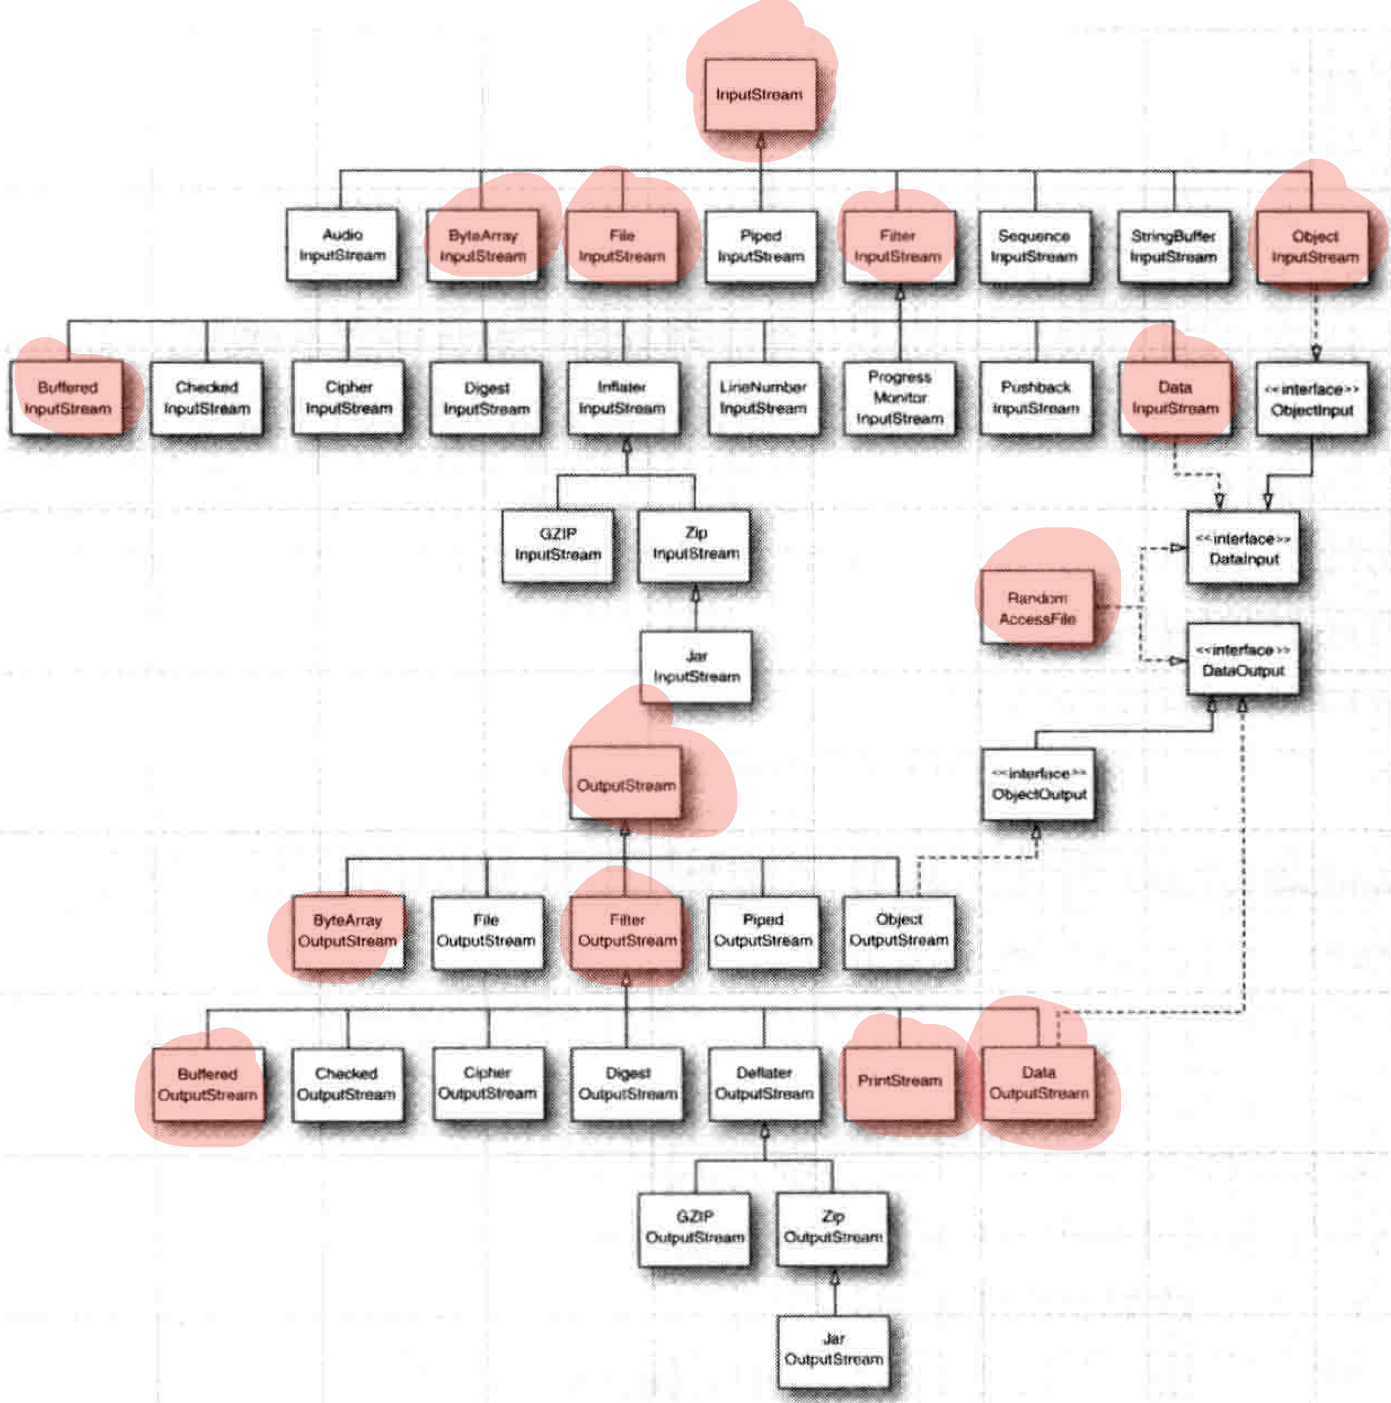 InputStream
Audio
InputStream
ByteArray
InputStream
File
InputStream
Piped
InputStream
Filter
InputStream
Sequence
InputStream
StringBuffer
InputStream
Object
InputStream
Buffered
InputStream
Checked
InputStream
Cipher
InputStream
Digest
InputStream
Inflater
InputStream
LineNumber
InputStream
Progress
Monitor
InputStream
Pushback
InputStream
Data
InputStream
<<interface>>
ObjectInput
GZIP
InputStream
Zip
InputStream
<<interface>>
DataInput
Random
AccessFile
Jar
InputStream
<<interface>>
DataOutput
OutputStream
<<interface>>
ObjectOutput
ByteArray
OutputStream
File
OutputStream
Filter
OutputStream
Piped
OutputStream
Object
OutputStream
Buffered
OutputStream
Checked
OutputStream
Cipher
OutputStream
Digest
OutputStream
Deflater
OutputStream
PrintStream
Data
OutputStream
GZIP
OutputStream
Zip
OutputStream
Jar
OutputStream